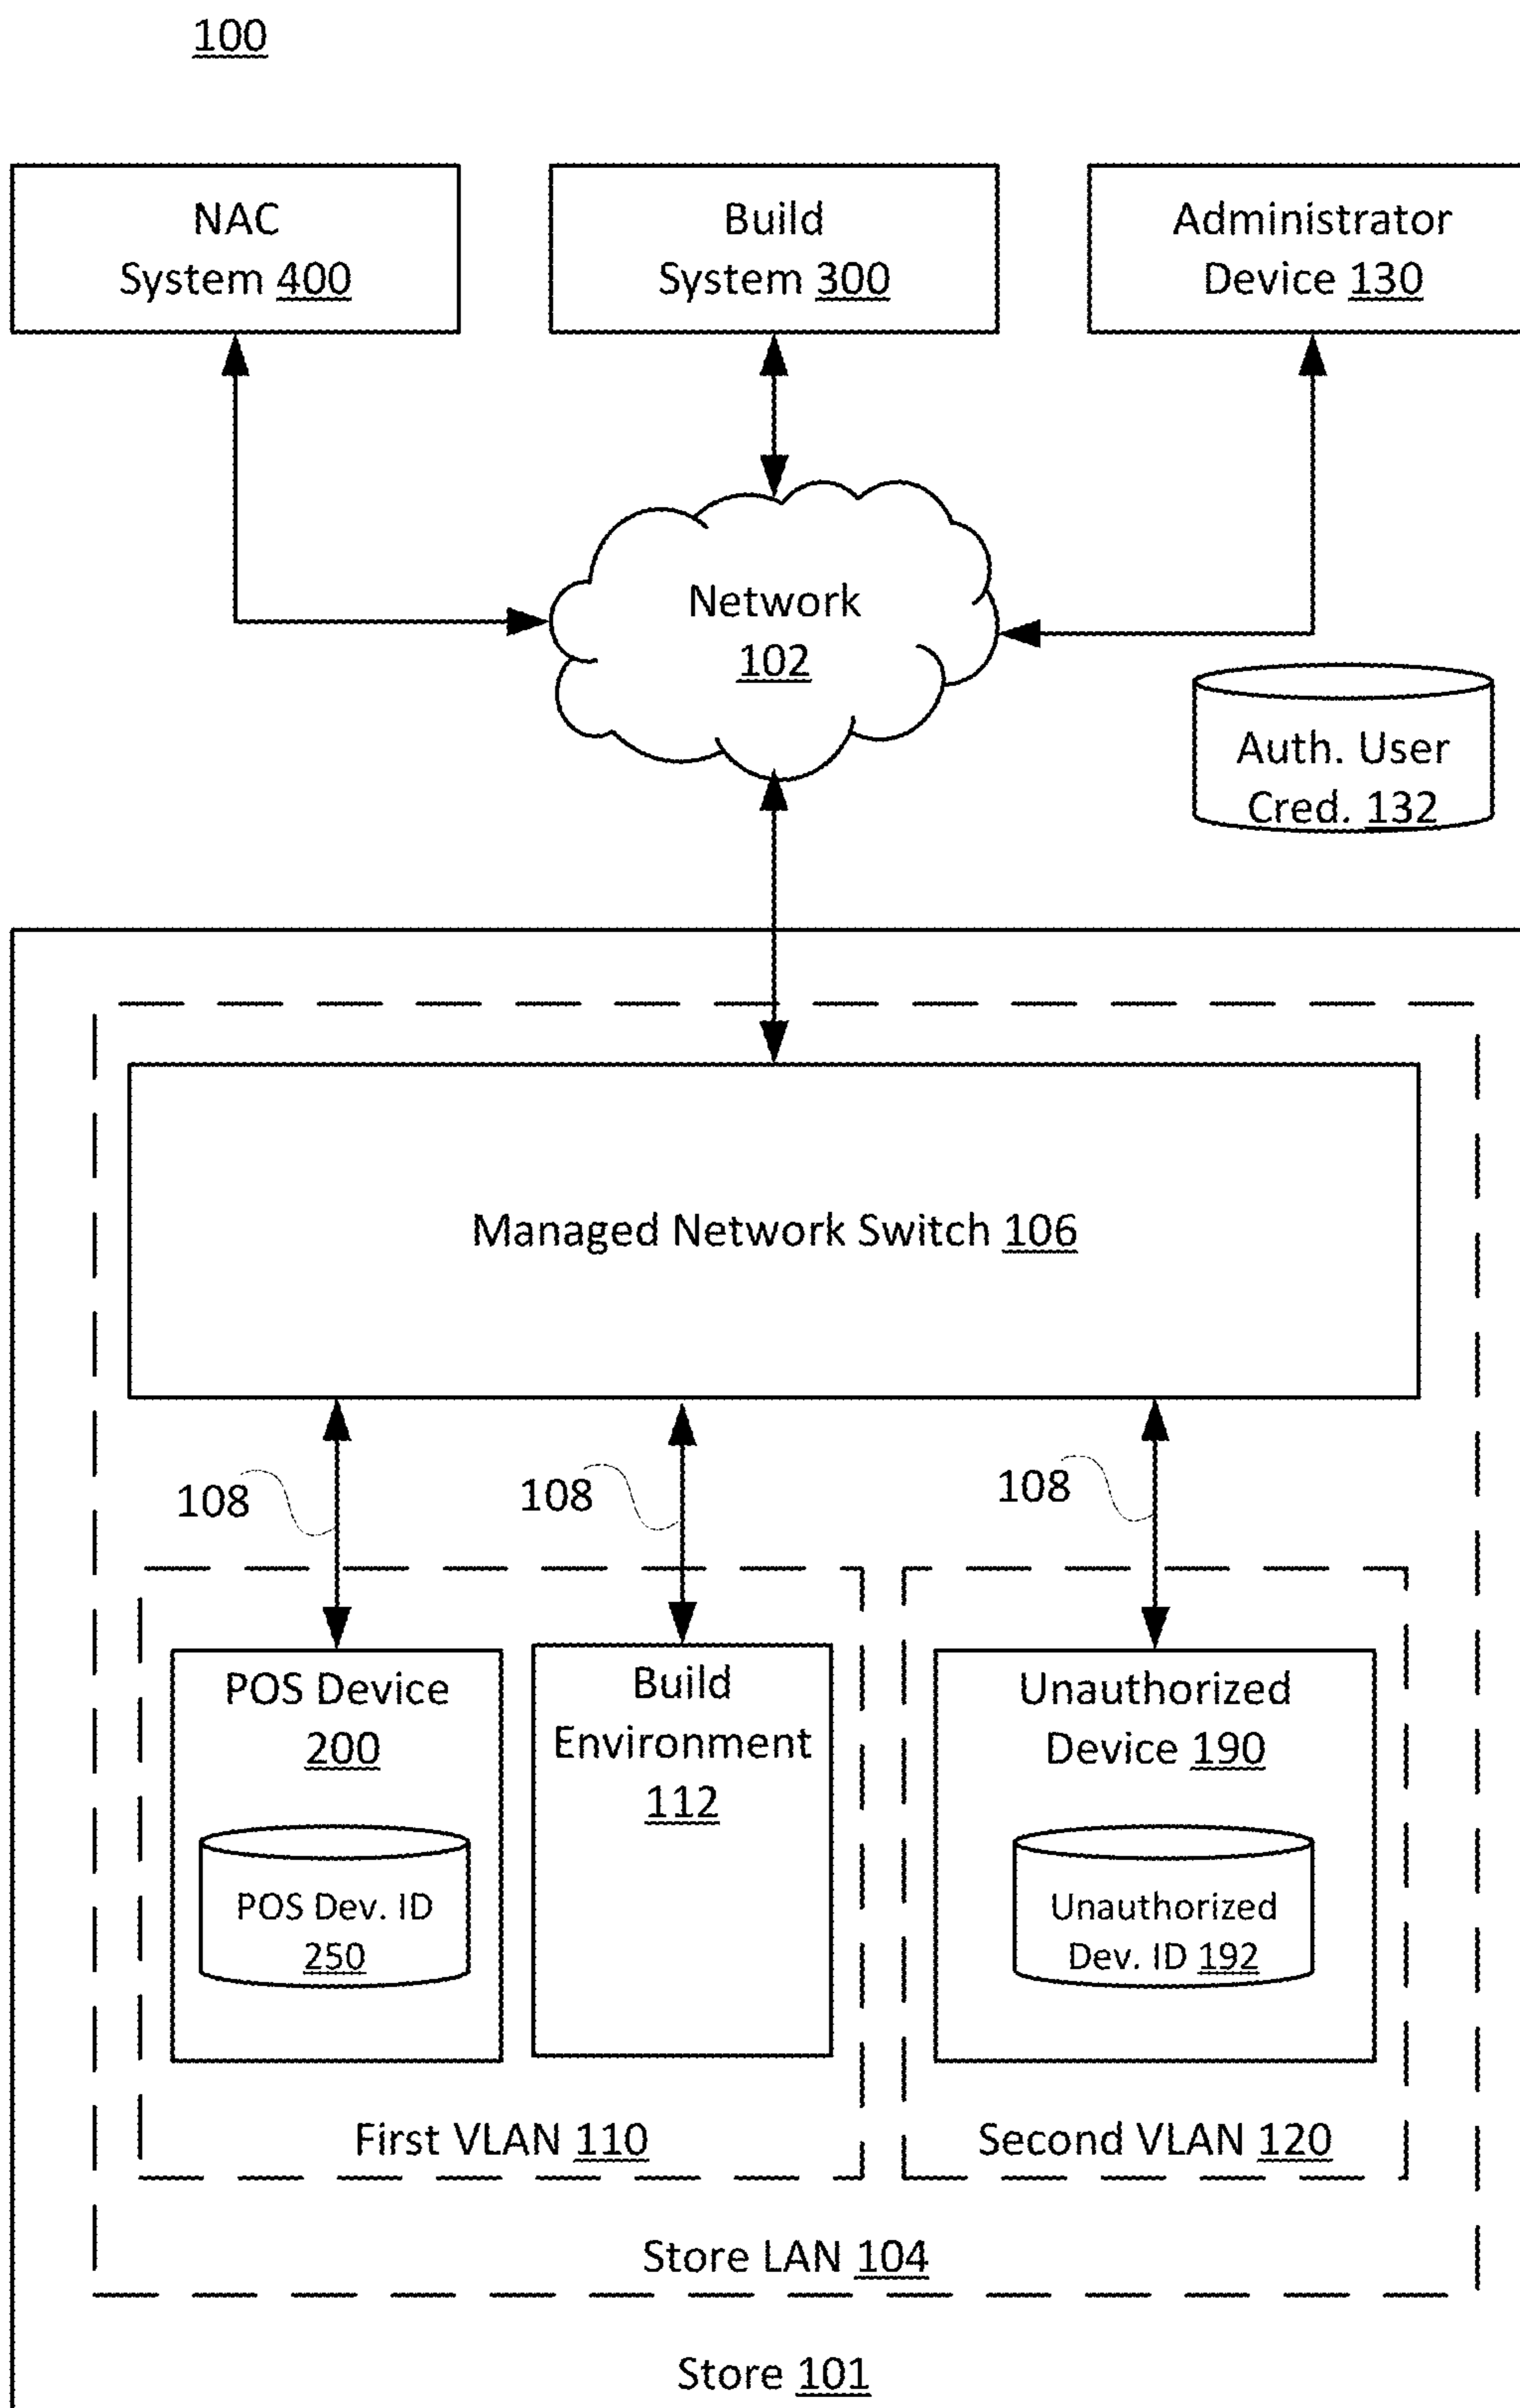 100
NAC
System 400
Build
System 300
Administrator
Device 130
Network
102
Auth. User
Cred. 132
Managed Network Switch 106
108
108
108
POS Device
200
POS Dev. ID
250
Build
Environment
112
Unauthorized
Device 190
Unauthorized
Dev. ID 192
First VLAN 110
Second VLAN 120
Store LAN 104
Store 101